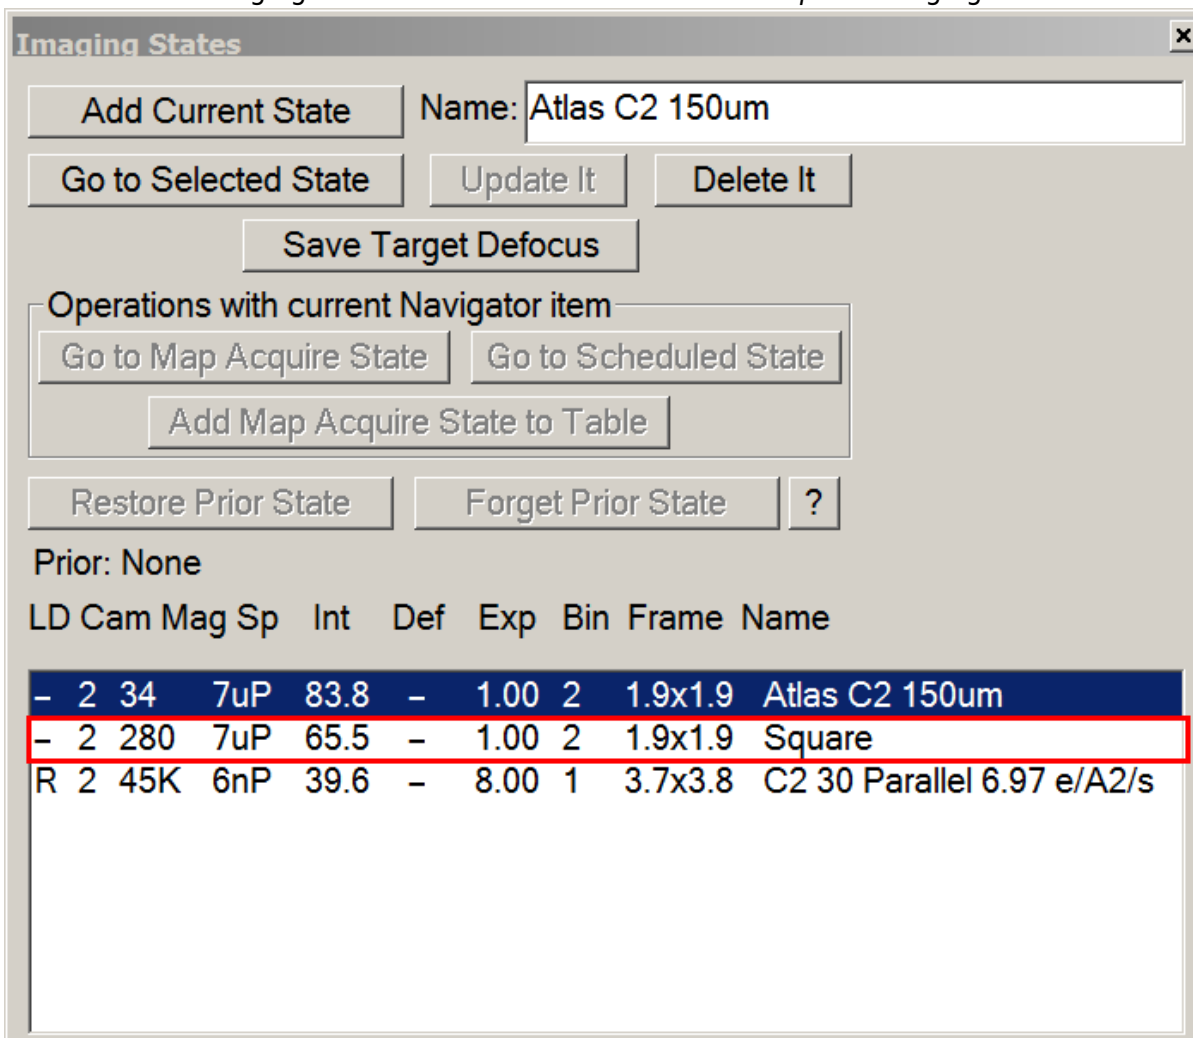 Imaging States
Add Current State Name: Atlas C2 150um
Go to Selected State Update It Delete It
Save Target Defocus
Operations with current Navigator item
Go to Map Acquire State Go to Scheduled State
Add Map Acquire State to Table
Restore Prior State Forget Prior State ?
Prior: None
LD Cam Mag Sp Int Def Exp Bin Frame Name
– 2 34 7uP 83.8 – 1.00 2 1.9x1.9 Atlas C2 150um
– 2 280 7uP 65.5 – 1.00 2 1.9x1.9 Square
R 2 45K 6nP 39.6 – 8.00 1 3.7x3.8 C2 30 Parallel 6.97 e/A2/s